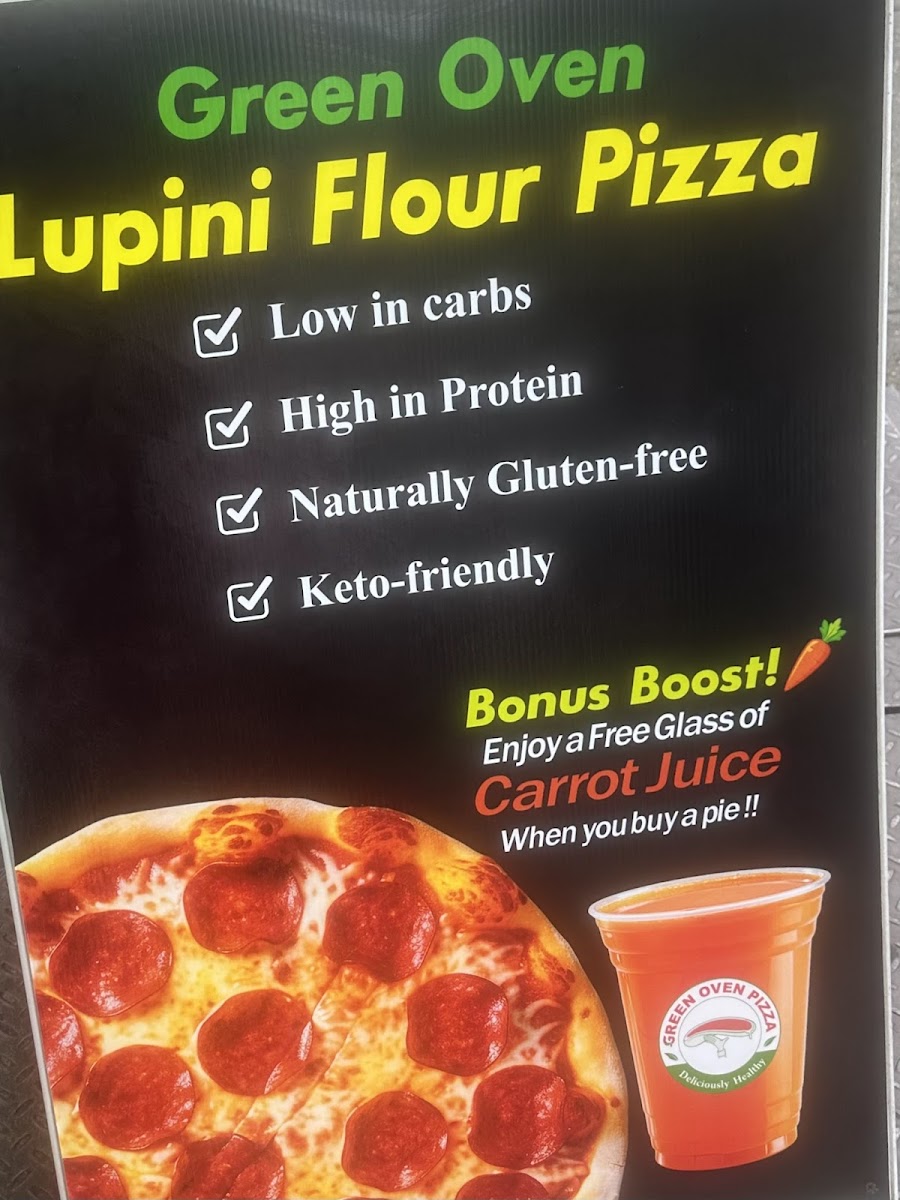 Green Oven
Lupini Flour Pizza
Low in carbs
High in Protein
Naturally Gluten-free
Keto-friendly
Bonus Boost!
Enjoy a Free Glass of
Carrot Juice
When you buy a pie !!
GREEN OVEN PIZZA
Deliciously Healthy